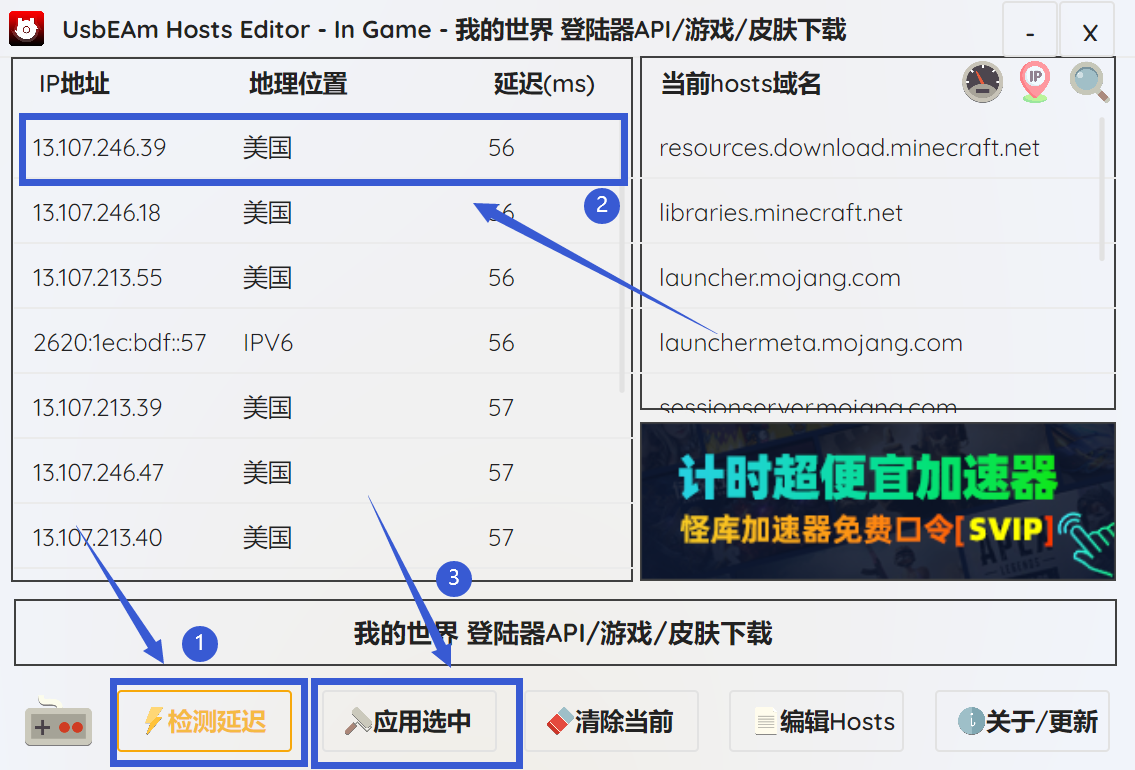 UsbEAm Hosts Editor - In Game - 我的世界 登陆器API/游戏/皮肤下载
- X
IP地址 地理位置 延迟(ms)
13.107.246.39 美国 56
13.107.246.18 美国 56
13.107.213.55 美国 56
2620:1ec:bdf::57 IPV6 56
13.107.213.39 美国 57
13.107.246.47 美国 57
13.107.213.40 美国 57
当前hosts域名
IP
resources.download.minecraft.net
libraries.minecraft.net
launcher.mojang.com
launchermeta.mojang.com
sessionserver.mojang.com
计时超便宜加速器
怪库加速器免费口令[SVIP]
APEX
LEGENDS
2
3
1
我的世界 登陆器API/游戏/皮肤下载
检测延迟 应用选中 清除当前 编辑Hosts 关于/更新